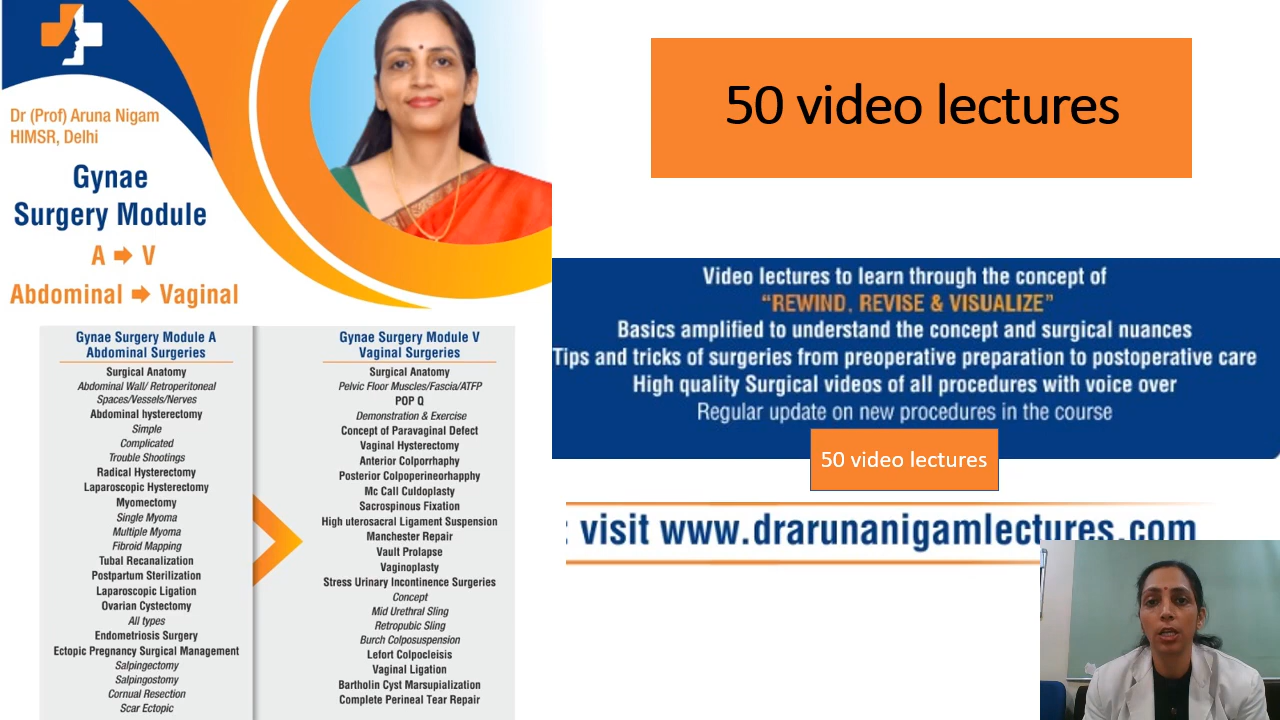 Dr (Prof) Aruna Nigam
HIMSR, Delhi
Gynae
Surgery Module
A ➡ V
Abdominal ➡ Vaginal
Gynae Surgery Module A
Abdominal Surgeries
Surgical Anatomy
Abdominal Wall/ Retroperitoneal
Spaces/Vessels/Nerves
Abdominal hysterectomy
Simple
Complicated
Trouble Shootings
Radical Hysterectomy
Laparoscopic Hysterectomy
Myomectomy
Single Myoma
Multiple Myoma
Fibroid Mapping
Tubal Recanalization
Postpartum Sterilization
Laparoscopic Ligation
Ovarian Cystectomy
All types
Endometriosis Surgery
Ectopic Pregnancy Surgical Management
Salpingectomy
Salpingostomy
Cornual Resection
Scar Ectopic
Gynae Surgery Module V
Vaginal Surgeries
Surgical Anatomy
Pelvic Floor Muscles/Fascia/ATFP
POP Q
Demonstration & Exercise
Concept of Paravaginal Defect
Vaginal Hysterectomy
Anterior Colporrhaphy
Posterior Colpoperineorhapphy
Mc Call Culdoplasty
Sacrospinous Fixation
High uterosacral Ligament Suspension
Manchester Repair
Vault Prolapse
Vaginoplasty
Stress Urinary Incontinence Surgeries
Concept
Mid Urethral Sling
Retropubic Sling
Burch Colposuspension
Lefort Colpocleisis
Vaginal Ligation
Bartholin Cyst Marsupialization
Complete Perineal Tear Repair
50 video lectures
Video lectures to learn through the concept of
“REWIND, REVISE & VISUALIZE”
Basics amplified to understand the concept and surgical nuances
Tips and tricks of surgeries from preoperative preparation to postoperative care
High quality Surgical videos of all procedures with voice over
Regular update on new procedures in the course
50 video lectures
: visit www.drarunanigamlectures.com